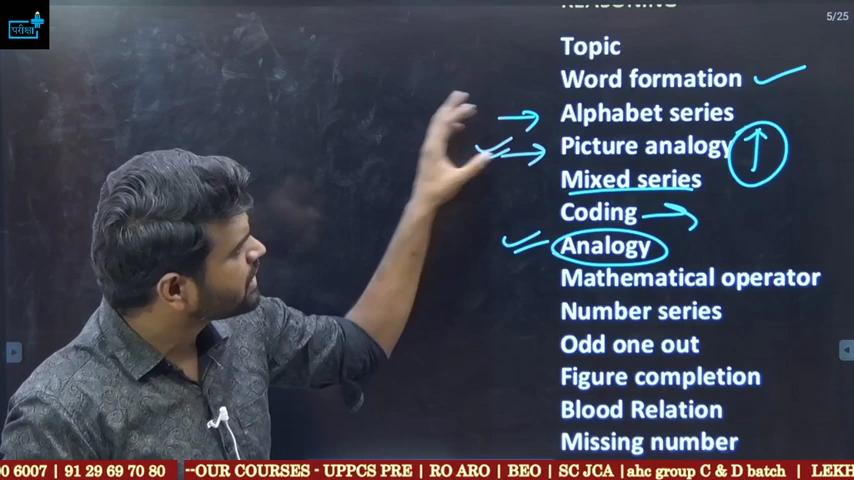 परीक्षा
REASONING
5/25
Topic
Word formation
Alphabet series
Picture analogy
Mixed series
Coding
Analogy
Mathematical operator
Number series
Odd one out
Figure completion
Blood Relation
Missing number
00 6007 | 91 29 69 70 80 --OUR COURSES - UPPCS PRE | RO ARO | BEO | SC JCA |ahc group C & D batch | LEKH